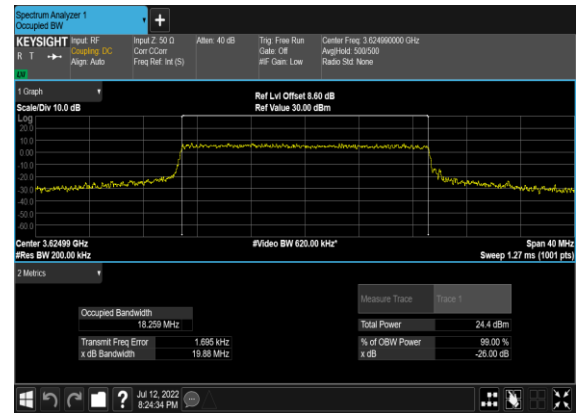 Spectrum Analyzer 1
Occupied BW
+
KEYSIGHT
R T
LV
Input: RF
Coupling: DC
Align: Auto
Input Z: 50 Ω
Corr CCorr
Freq Ref: Int (S)
Atten: 40 dB
Trig: Free Run
Gate: Off
#IF Gain: Low
Center Freq: 3.624990000 GHz
Avg|Hold: 500/500
Radio Std: None
1 Graph
Scale/Div 10.0 dB
Ref Lvl Offset 8.60 dB
Ref Value 30.00 dBm
Log
20.0
10.0
0.00
-10.0
-20.0
-30.0
-40.0
-50.0
-60.0
Center 3.62499 GHz
#Res BW 200.00 kHz
#Video BW 620.00 kHz*
Span 40 MHz
Sweep 1.27 ms (1001 pts)
2 Metrics
Measure Trace Trace 1
Occupied Bandwidth
18.259 MHz
Total Power 24.4 dBm
Transmit Freq Error 1.695 kHz
% of OBW Power 99.00 %
x dB Bandwidth 19.88 MHz
x dB -26.00 dB
?
Jul 12, 2022
8:24:34 PM